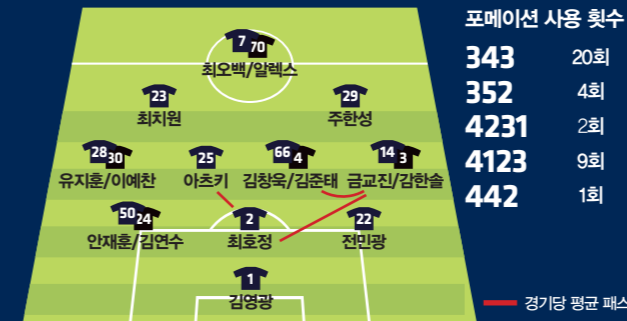 포메이션 사용 횟수
343 20회
352 4회
4231 2회
4123 9회
442 1회
7 70
최오백/알렉스
23
최치원
29
주한성
28 30
유지훈/이예찬
25
아츠키
66 4
김창욱/김준태
14 3
금교진/감한솔
50 24
안재훈/김연수
2
최호정
22
전민광
1
김영광
경기당 평균 패스